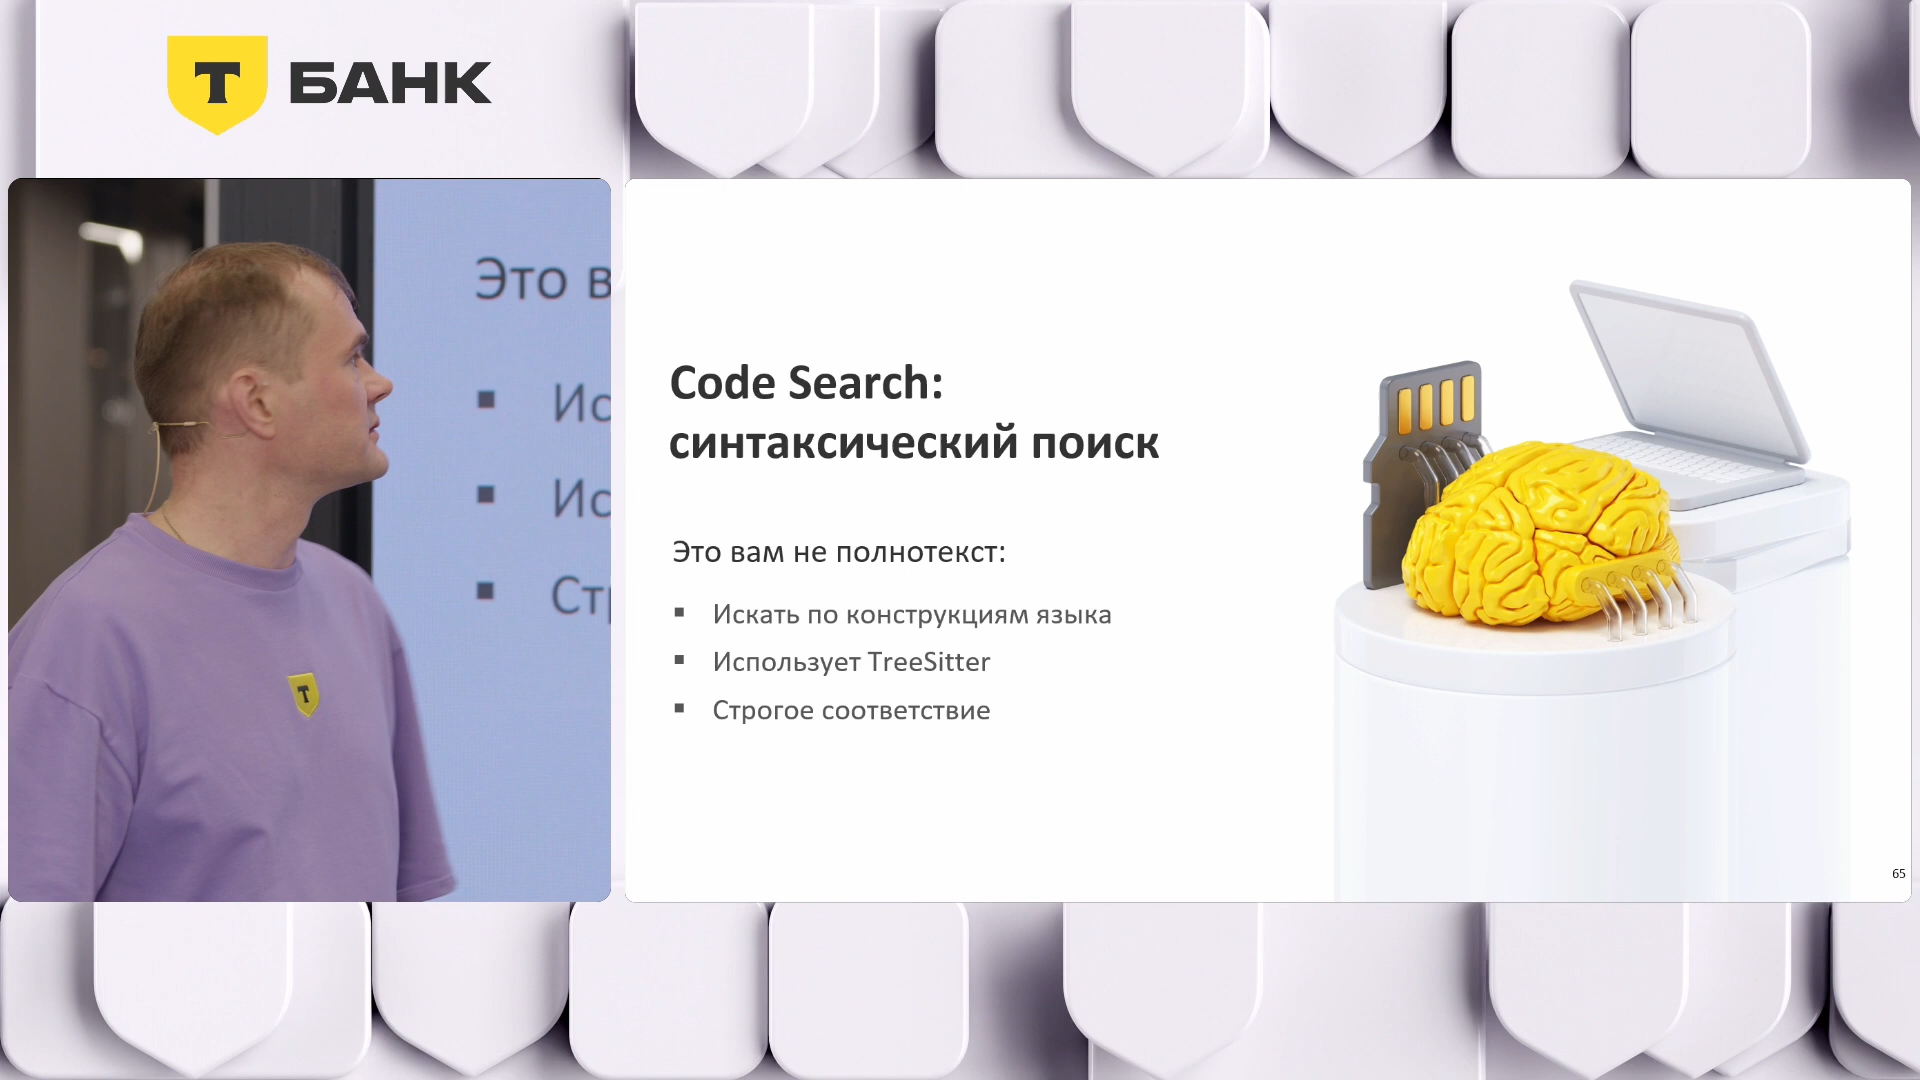 Т БАНК
Это в
Ис
Ис
Ст
Т
Code Search:
синтаксический поиск
Это вам не полнотекст:
▪ Искать по конструкциям языка
▪ Использует TreeSitter
▪ Строгое соответствие
65